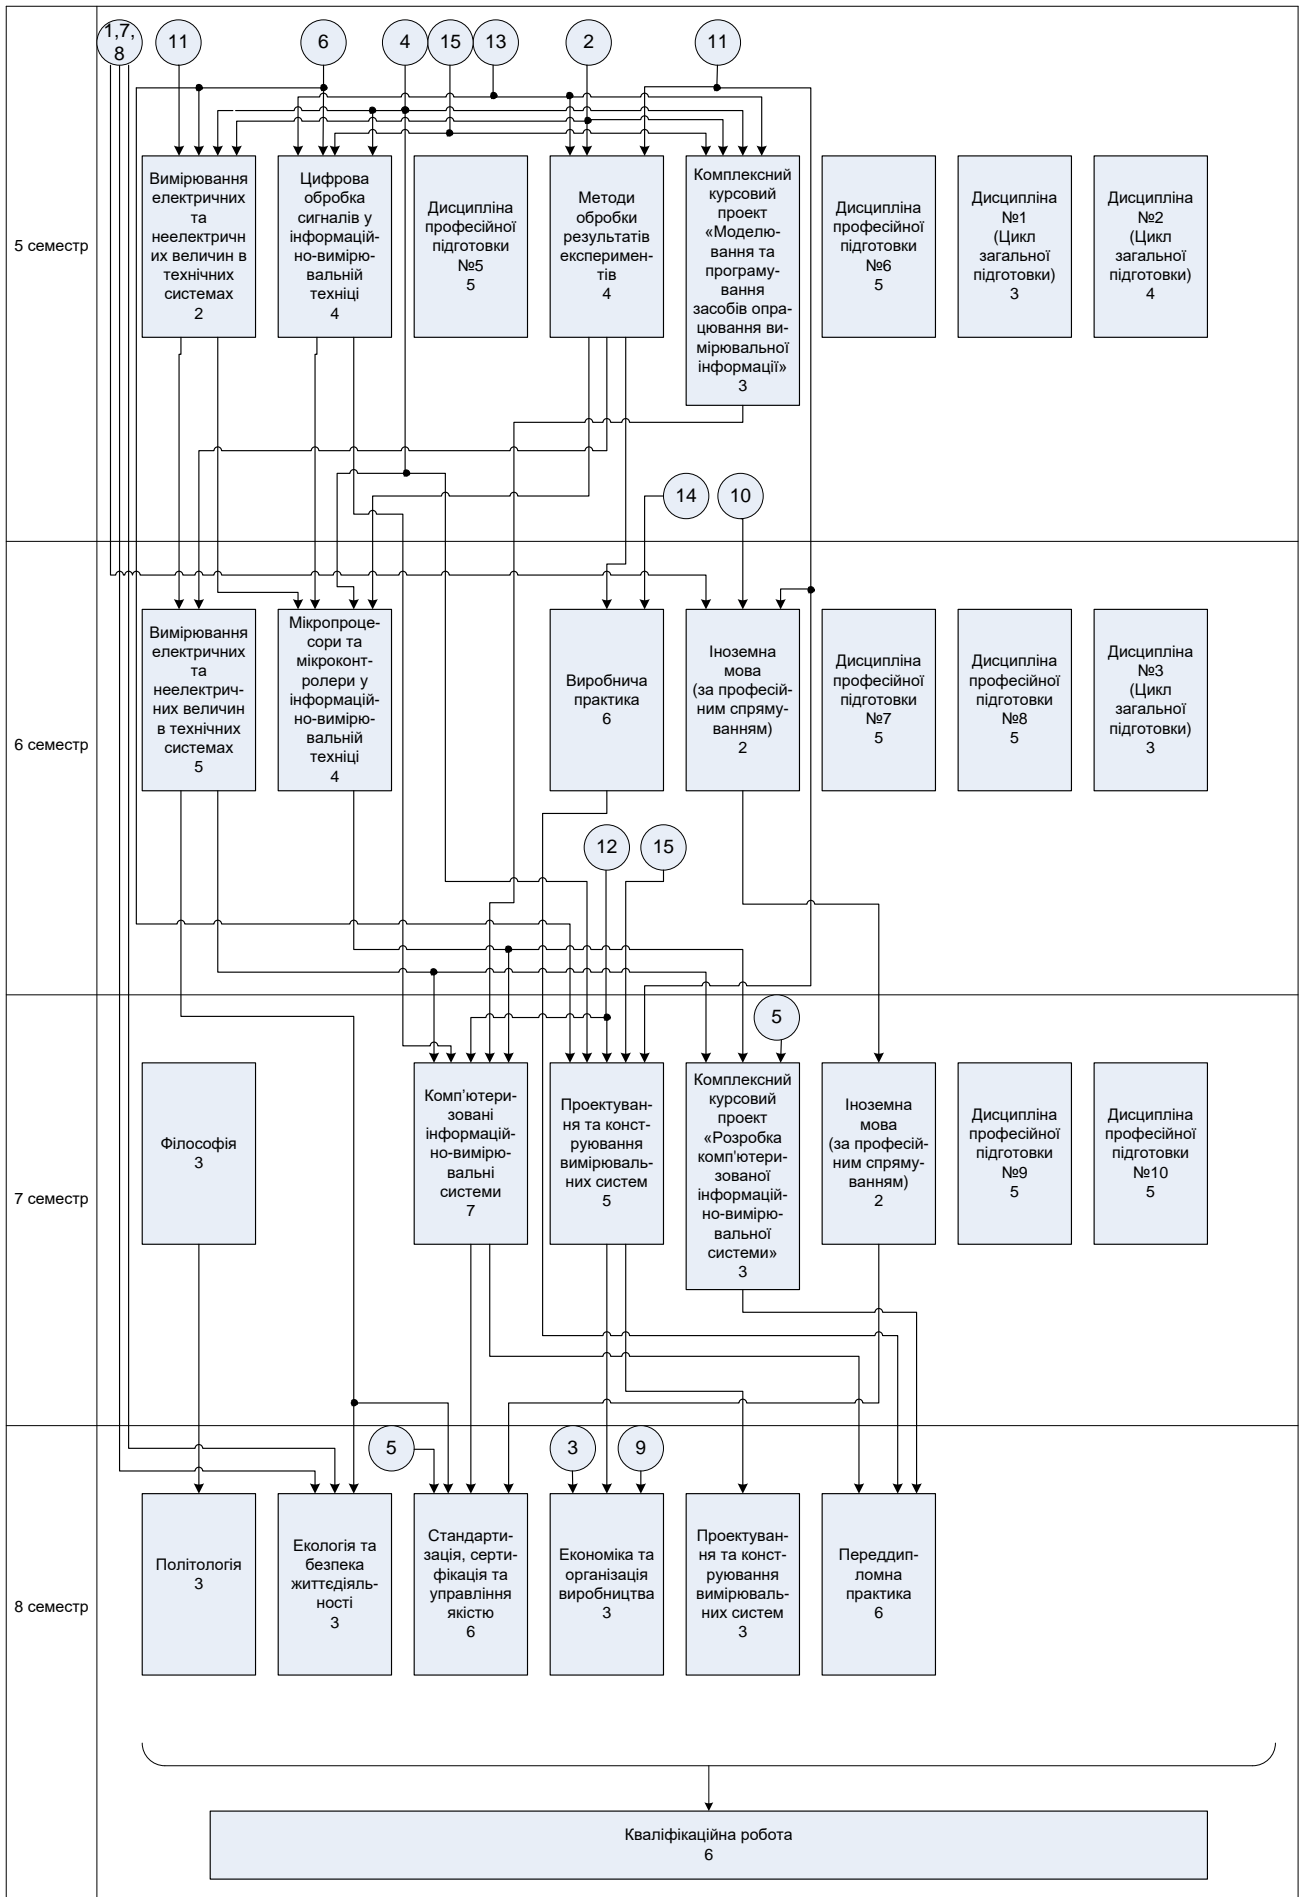 1,7,
8
11
6
4
15
13
2
11
5 семестр
Вимірювання
електричних
та
неелектричн
их величин в
технічних
системах
2
Цифрова
обробка
сигналів у
інформацій-
но-вимірю-
вальній
техніці
4
Дисципліна
професійної
підготовки
№5
5
Методи
обробки
результатів
експеримен-
тів
4
Комплексний
курсовий
проект
«Моделю-
вання та
програму-
вання
засобів опра-
цювання ви-
мірювальної
інформації»
3
Дисципліна
професійної
підготовки
№6
5
Дисципліна
№1
(Цикл
загальної
підготовки)
3
Дисципліна
№2
(Цикл
загальної
підготовки)
4
14
10
6 семестр
Вимірювання
електричних
та
неелектрич-
них величин
в технічних
системах
5
Мікропроце-
сори та
мікроконт-
ролери у
інформацій-
но-вимірю-
вальній
техніці
4
Виробнича
практика
6
Іноземна
мова
(за професій-
ним спряму-
ванням)
2
Дисципліна
професійної
підготовки
№7
5
Дисципліна
професійної
підготовки
№8
5
Дисципліна
№3
(Цикл
загальної
підготовки)
3
12
15
5
7 семестр
Філософія
3
Комп’ютери-
зовані
інформацій-
но-вимірю-
вальні
системи
7
Проектуван-
ня та конст-
руювання
вимірюваль-
них систем
5
Комплексний
курсовий
проект
«Розробка
комп'ютери-
зованої
інформацій-
но-вимірю-
вальної
системи»
3
Іноземна
мова
(за професій-
ним спряму-
ванням)
2
Дисципліна
професійної
підготовки
№9
5
Дисципліна
професійної
підготовки
№10
5
5
3
9
8 семестр
Політологія
3
Екологія та
безпека
життєдіяль-
ності
3
Стандарти-
зація, серти-
фікація та
управління
якістю
6
Економіка та
організація
виробництва
3
Проектуван-
ня та конст-
руювання
вимірюваль-
них систем
3
Переддип-
ломна
практика
6
Кваліфікаційна робота
6